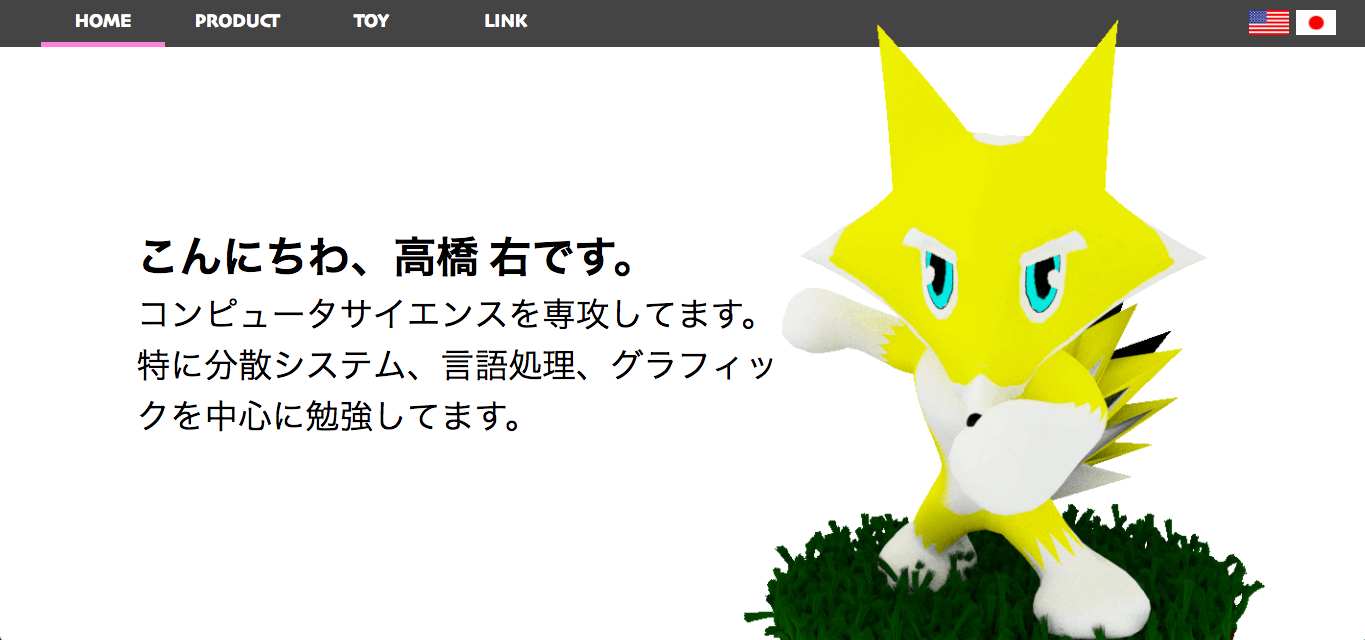 HOME PRODUCT TOY LINK
こんにちわ、高橋 右です。
コンピュータサイエンスを専攻してます。
特に分散システム、言語処理、グラフィッ
クを中心に勉強してます。